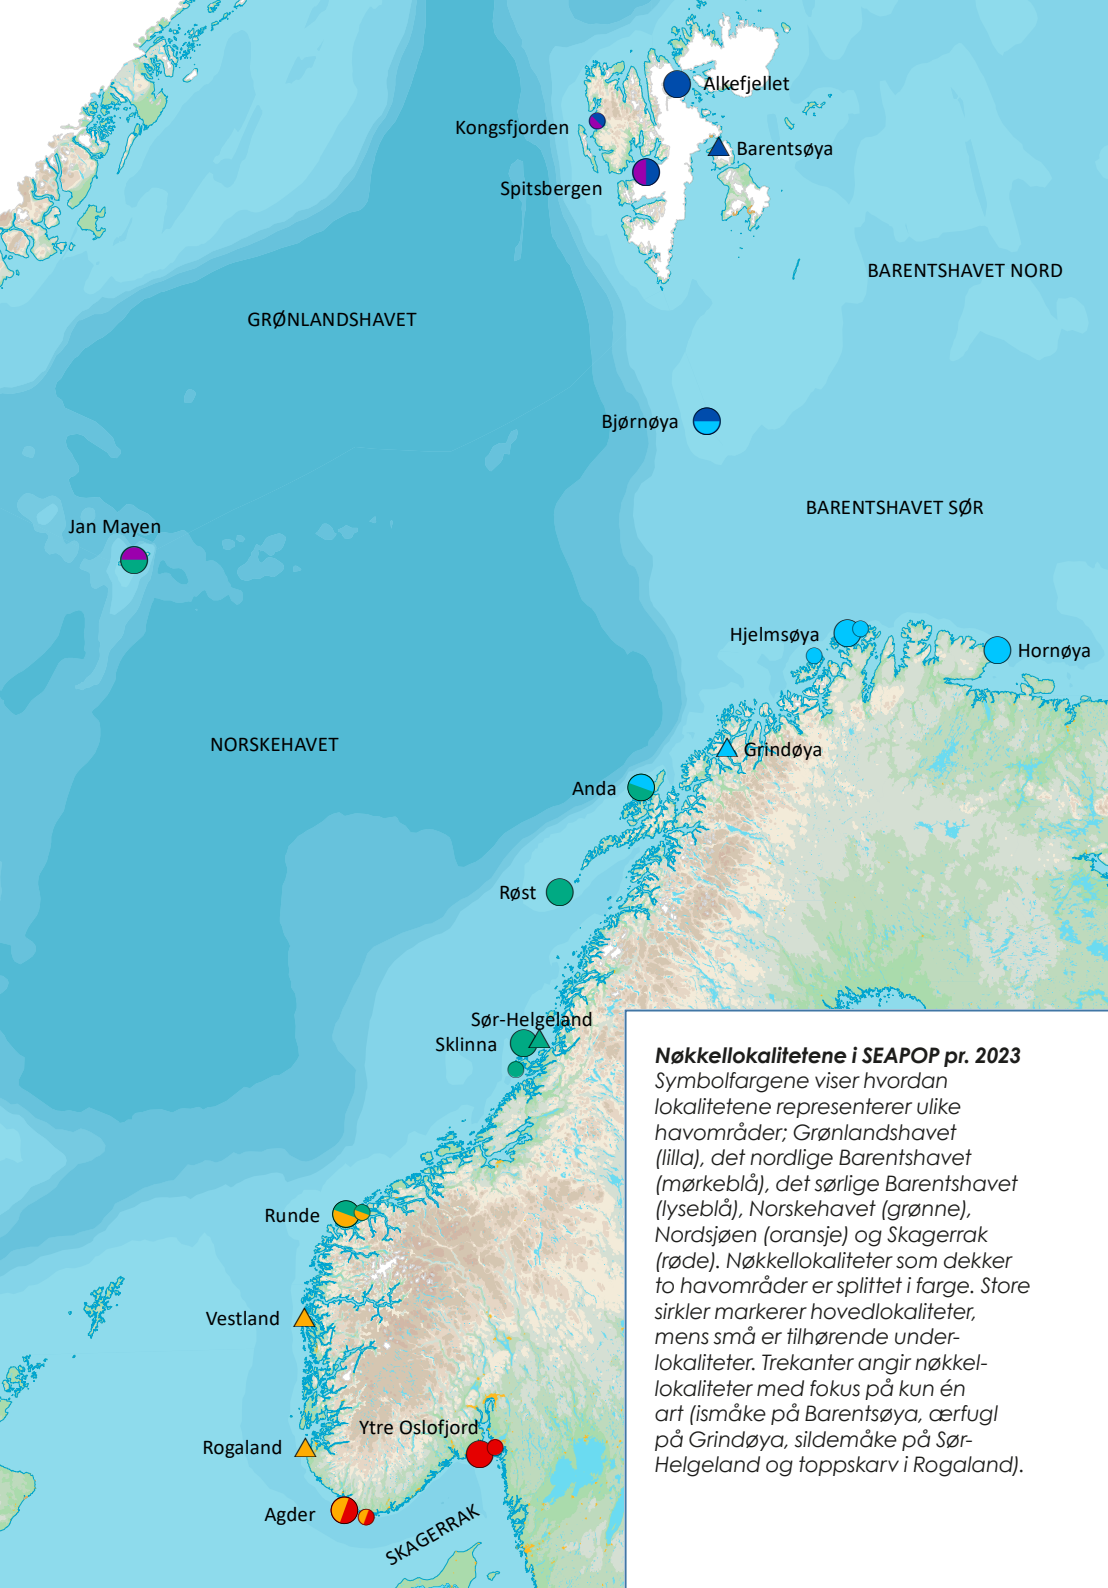 Alkefjellet
Kongsfjorden
Barentsøya
Spitsbergen
BARENTSHAVET NORD
GRØNLANDSHAVET
Bjørnøya
BARENTSHAVET SØR
Jan Mayen
Hjelmsøya
Hornøya
NORSKEHAVET
Grindøya
Anda
Røst
Sør-Helgeland
Sklinna
Runde
Vestland
Ytre Oslofjord
Rogaland
Agder
SKAGERRAK
Nøkkellokalitetene i SEAPOP pr. 2023
Symbolfargene viser hvordan
lokalitetene representerer ulike
havområder; Grønlandshavet
(lilla), det nordlige Barentshavet
(mørkeblå), det sørlige Barentshavet
(lyseblå), Norskehavet (grønne),
Nordsjøen (oransje) og Skagerrak
(røde). Nøkkellokaliteter som dekker
to havområder er splittet i farge. Store
sirkler markerer hovedlokaliteter,
mens små er tilhørende under-
lokaliteter. Trekanter angir nøkkel-
lokaliteter med fokus på kun én
art (ismåke på Barentsøya, ærfugl
på Grindøya, sildemåke på Sør-
Helgeland og toppskarv i Rogaland).